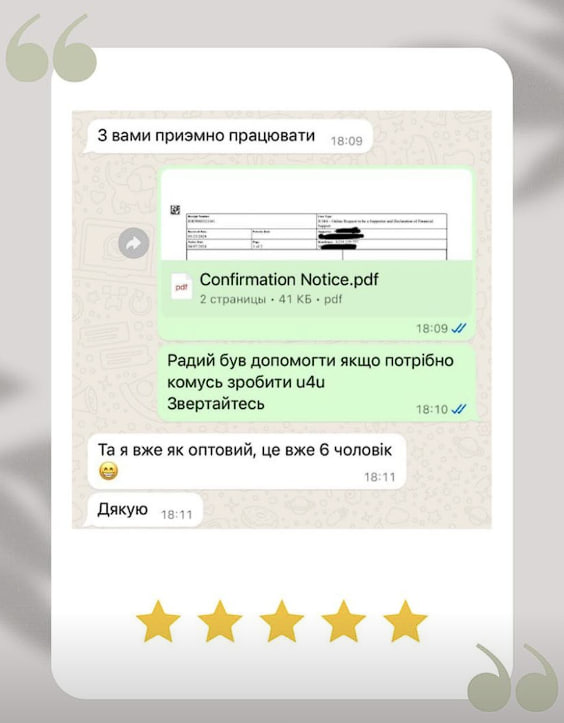 З вами приэмно працювати
18:09
Confirmation Notice.pdf
2 страницы • 41 КБ • pdf
18:09
Радий був допомогти якщо потрібно
комусь зробити u4u
Звертайтесь
18:10
Та я вже як оптовий, це вже 6 чоловік
😁
18:11
Дякую
18:11